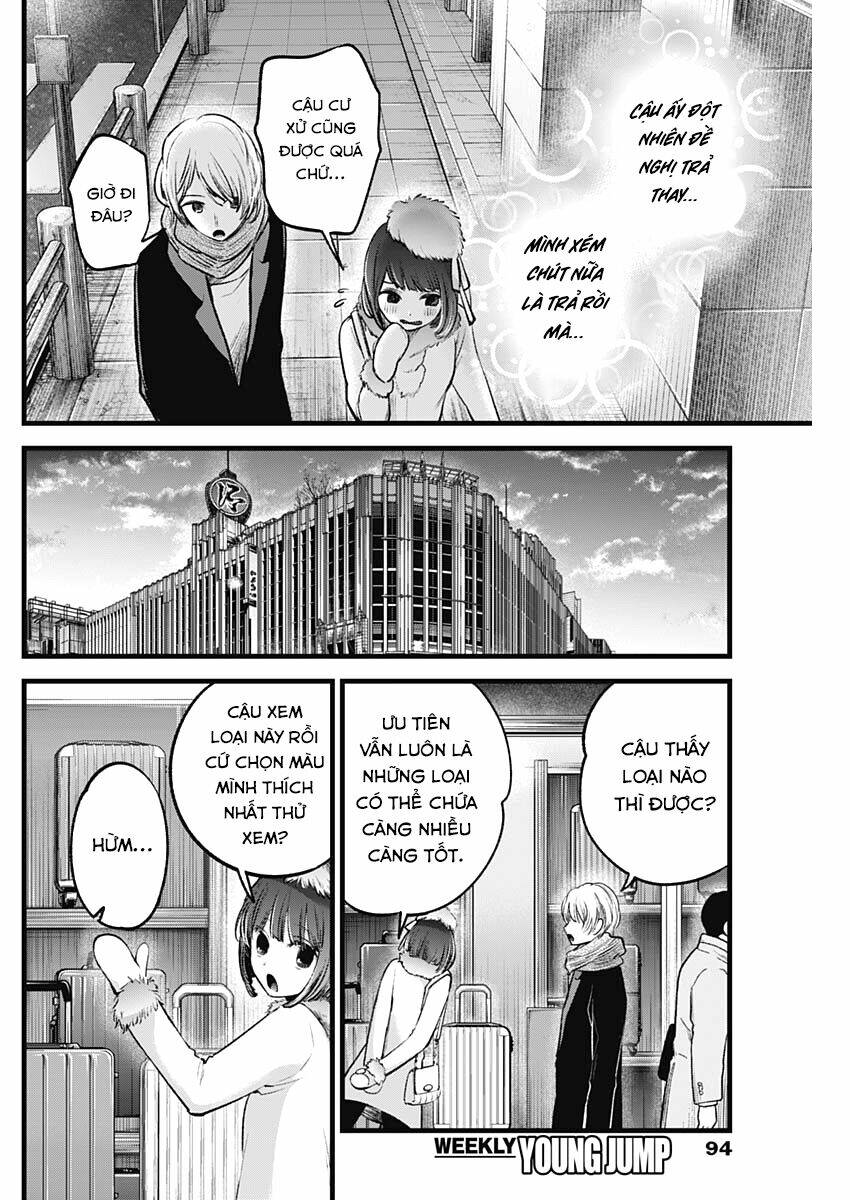 CẬU ẤY ĐỘT
NHIÊN ĐỀ
NGHỊ TRẢ
THAY...
MÌNH XÉM
CHÚT NỮA
LÀ TRẢ RỒI
MÀ...
CẬU CƯ
XỬ CŨNG
ĐƯỢC QUÁ
CHỨ...
GIỜ ĐI
ĐÂU?
CẬU THẤY
LOẠI NÀO
THÌ ĐƯỢC?
ƯU TIÊN
VẪN LUÔN LÀ
NHỮNG LOẠI
CÓ THỂ CHỨA
CÀNG NHIỀU
CÀNG TỐT.
CẬU XEM
LOẠI NÀY RỒI
CỨ CHỌN MÀU
MÌNH THÍCH
NHẤT THỬ
XEM?
HỪM...
WEEKLY YOUNG JUMP 94